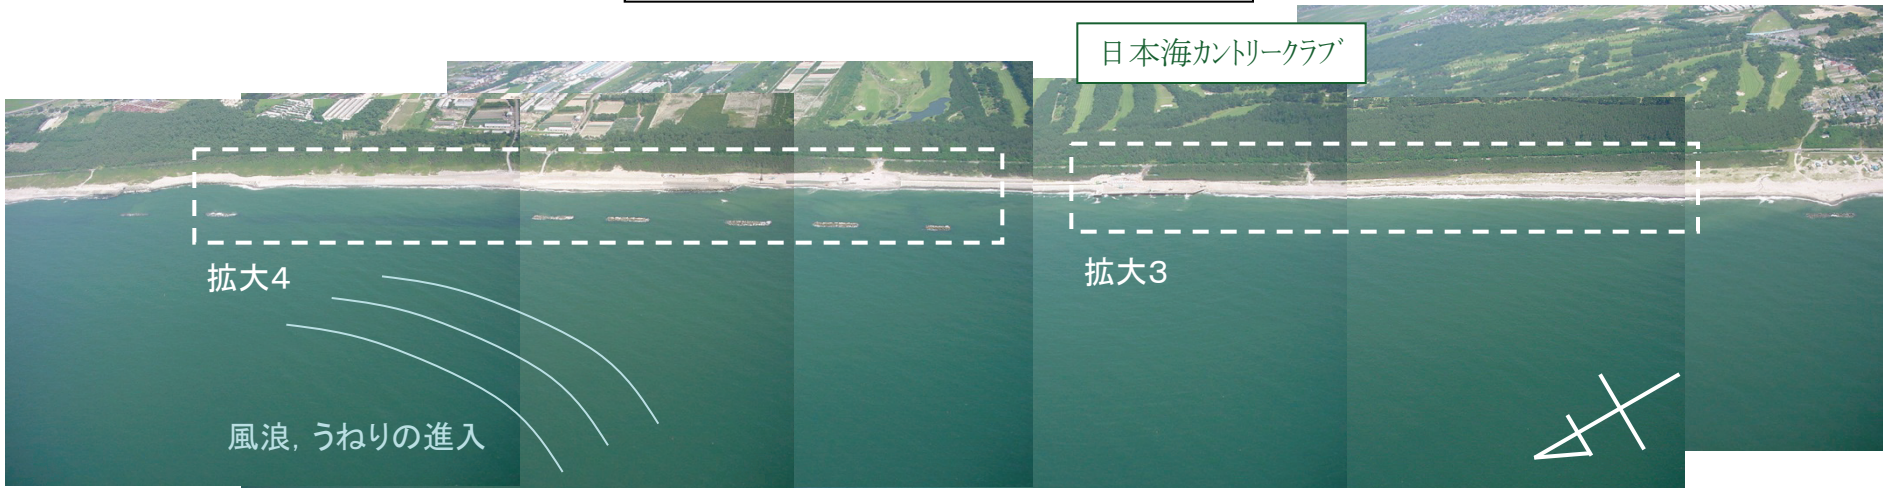 日本海カントリークラブ
拡大4
拡大3
風浪, うねりの進入